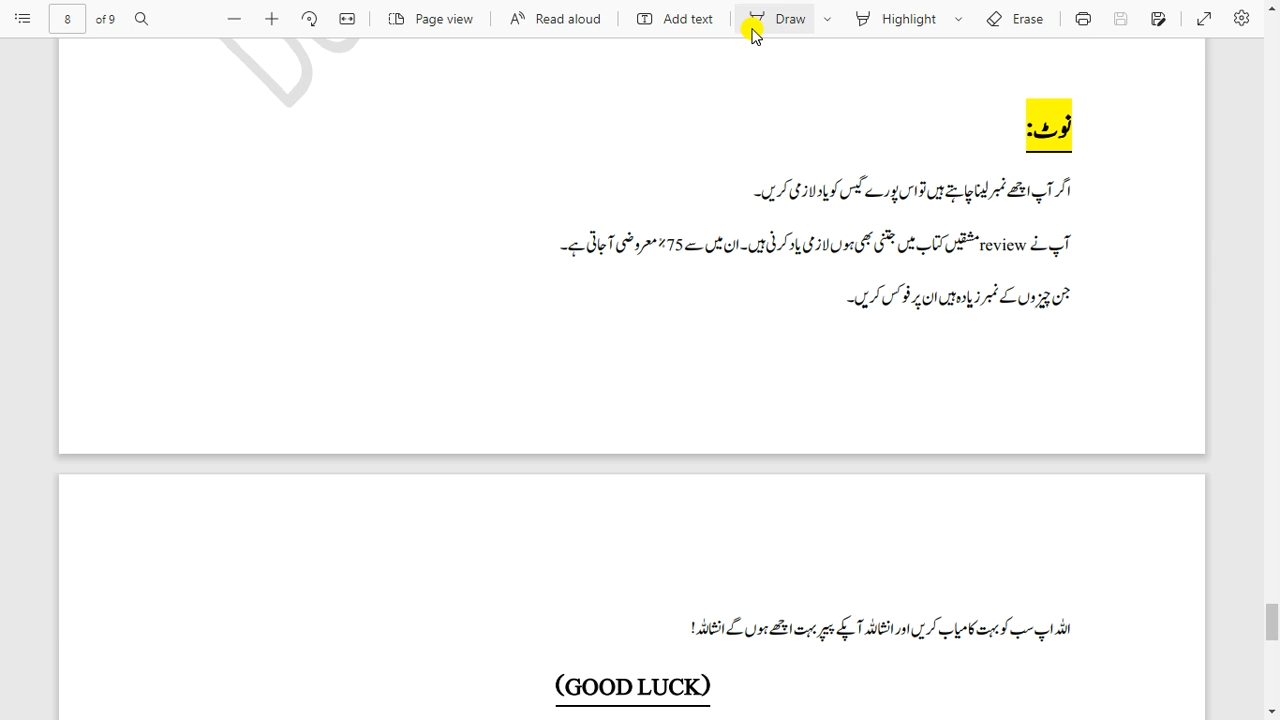 8 of 9 Page view Read aloud Add text Draw Highlight Erase
نوٹ:
اگر آپ اچھے نمبر لینا چاہتے ہیں تو اس پورے گیس کو یاد لازمی کریں۔
آپ نے review مشقیں کتاب میں جتنی بھی ہوں لازمی یاد کرنی ہیں۔ ان میں سے 75% معروضی آ جاتی ہے۔
جن چیزوں کے نمبر زیادہ ہیں ان پر فوکس کریں۔
اللہ اپ سب کو بہت کامیاب کریں اور انشاللہ آپکے پیپر بہت اچھے ہوں گے انشاللہ!
(GOOD LUCK)